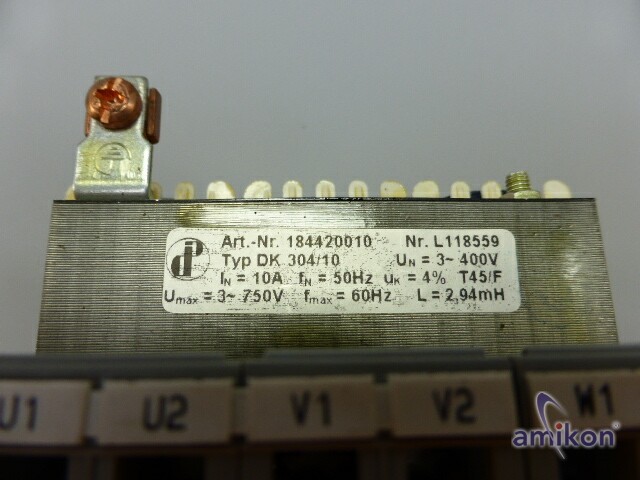 Art.-Nr. 184420010 Nr. L118559
Typ DK 304/10 UN = 3~ 400V
IN = 10A fN = 50Hz uK = 4% T45/F
Umax = 3~ 750V fmax = 60Hz L = 2,94mH
U1 U2 V1 V2 W1
amikon